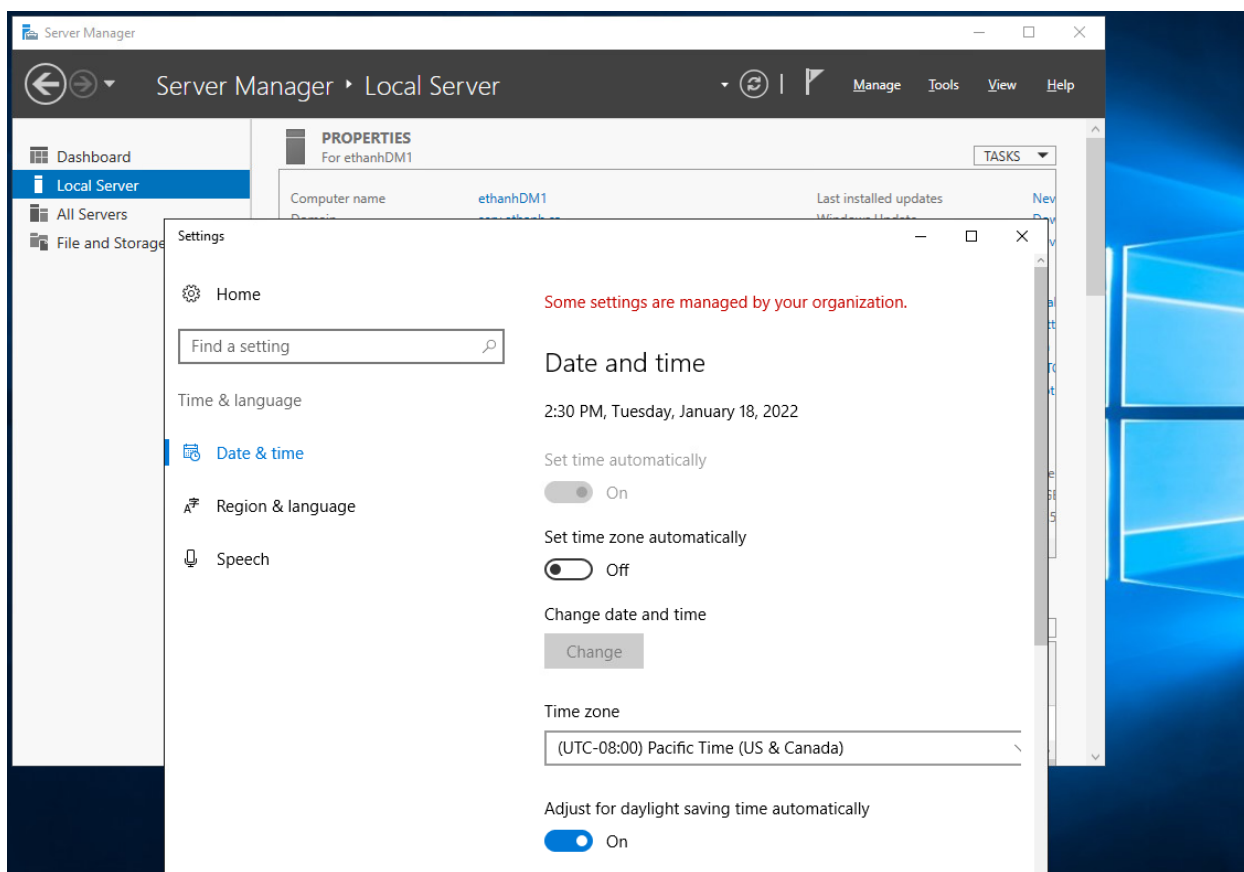 Server Manager
Server Manager ‣ Local Server
Manage Tools View Help
Dashboard
Local Server
All Servers
File and Storage
PROPERTIES
For ethanhDM1
TASKS
Computer name ethanhDM1 Last installed updates Nev
Settings
Home
Find a setting
Time & language
Date & time
Region & language
Speech
Some settings are managed by your organization.
Date and time
2:30 PM, Tuesday, January 18, 2022
Set time automatically
On
Set time zone automatically
Off
Change date and time
Change
Time zone
(UTC-08:00) Pacific Time (US & Canada)
Adjust for daylight saving time automatically
On